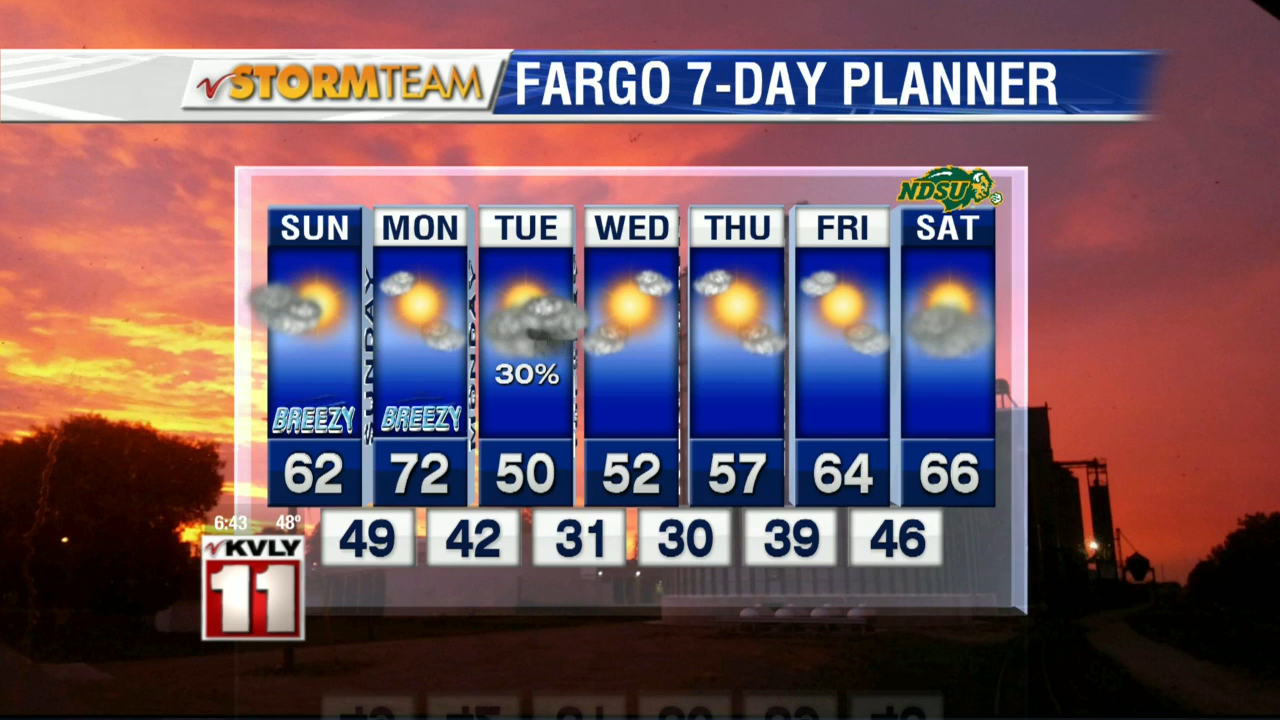 STORMTEAM FARGO 7-DAY PLANNER
NDSU
SUN MON TUE WED THU FRI SAT
SUNDAY MONDAY
30%
BREEZY BREEZY
62 72 50 52 57 64 66
6:43 48º
49 42 31 30 39 46
KVLY
11